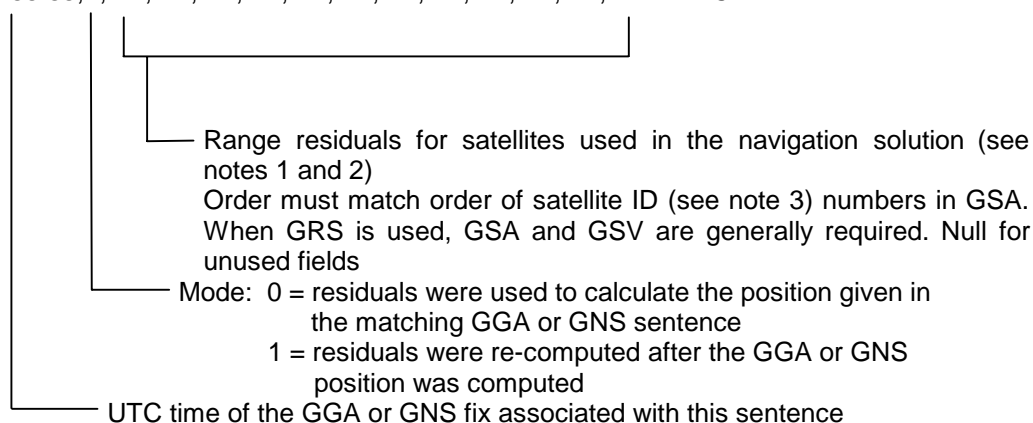 Range residuals for satellites used in the navigation solution (see
notes 1 and 2)
Order must match order of satellite ID (see note 3) numbers in GSA.
When GRS is used, GSA and GSV are generally required. Null for
unused fields
Mode: 0 = residuals were used to calculate the position given in
the matching GGA or GNS sentence
1 = residuals were re-computed after the GGA or GNS
position was computed
UTC time of the GGA or GNS fix associated with this sentence